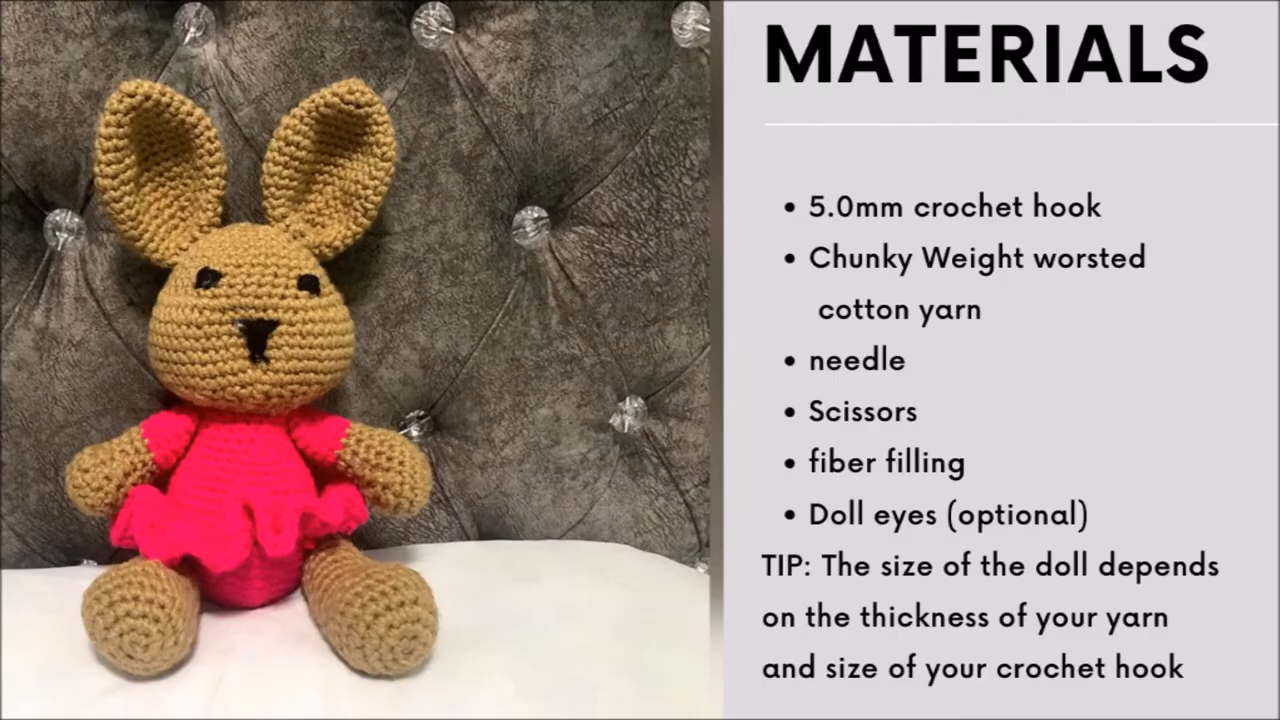 MATERIALS
• 5.0mm crochet hook
• Chunky Weight worsted
cotton yarn
• needle
• Scissors
• fiber filling
• Doll eyes (optional)
TIP: The size of the doll depends
on the thickness of your yarn
and size of your crochet hook